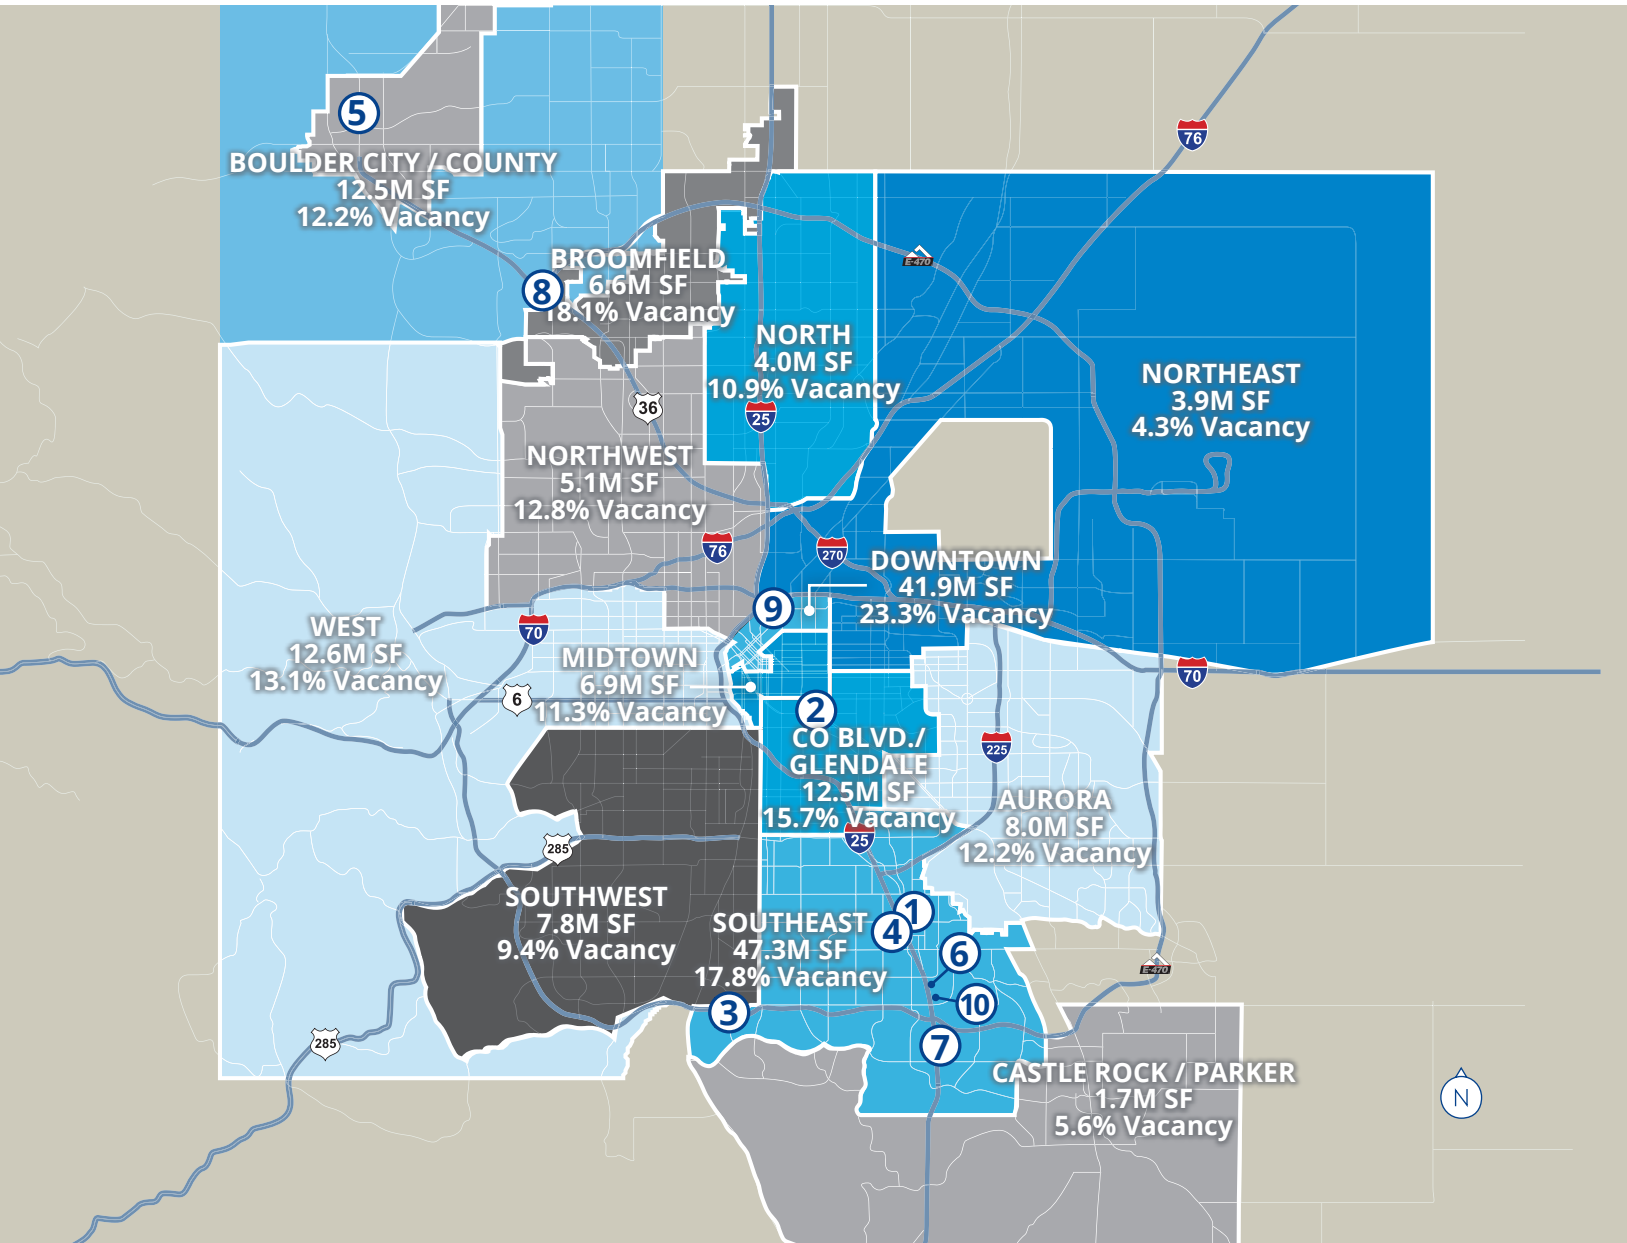 76
5
BOULDER CITY / COUNTY
12.5M SF
12.2% Vacancy
BROOMFIELD
6.6M SF
18.1% Vacancy
8
E-470
NORTH
4.0M SF
10.9% Vacancy
25
NORTHEAST
3.9M SF
4.3% Vacancy
36
NORTHWEST
5.1M SF
12.8% Vacancy
76
270
DOWNTOWN
41.9M SF
23.3% Vacancy
9
70
WEST
12.6M SF
13.1% Vacancy
MIDTOWN
6.9M SF
11.3% Vacancy
6
70
2
CO BLVD./
GLENDALE
12.5M SF
15.7% Vacancy
225
25
AURORA
8.0M SF
12.2% Vacancy
285
SOUTHWEST
7.8M SF
9.4% Vacancy
SOUTHEAST
47.3M SF
17.8% Vacancy
1
4
6
10
E-470
3
7
285
CASTLE ROCK / PARKER
1.7M SF
5.6% Vacancy
N